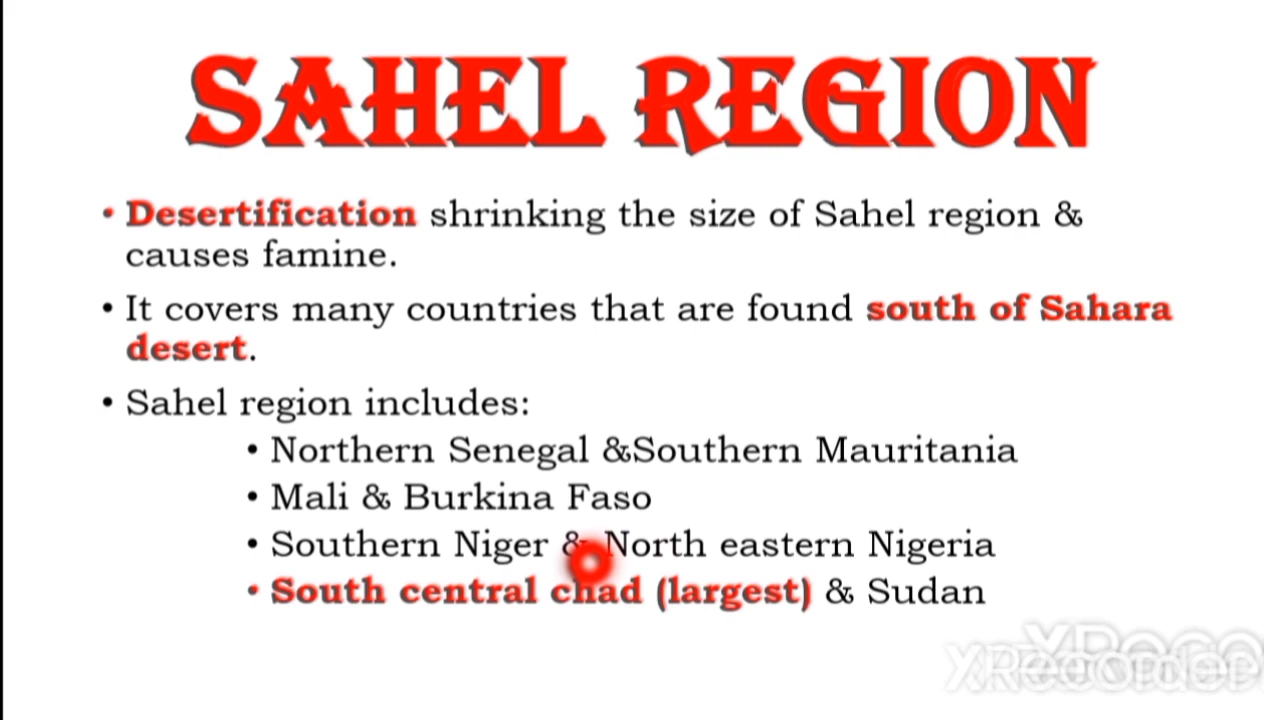 SAHEL REGION
• Desertification shrinking the size of Sahel region &
causes famine.
• It covers many countries that are found south of Sahara
desert.
• Sahel region includes:
• Northern Senegal &Southern Mauritania
• Mali & Burkina Faso
• Southern Niger & North eastern Nigeria
• South central chad (largest) & Sudan
XRecorder